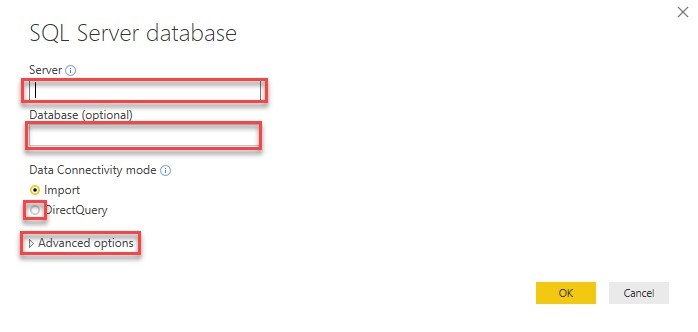 SQL Server database
Server
Database (optional)
Data Connectivity mode
Import
DirectQuery
Advanced options
OK
Cancel